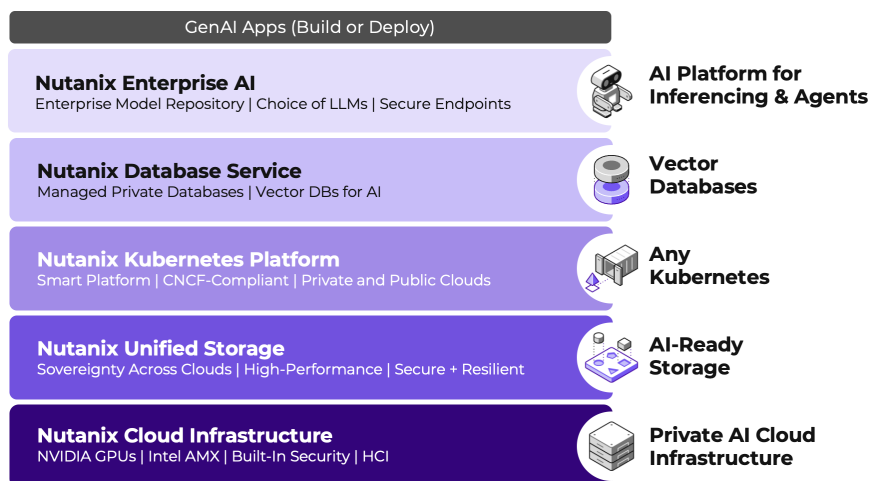 GenAI Apps (Build or Deploy)
Nutanix Enterprise AI
Enterprise Model Repository | Choice of LLMs | Secure Endpoints
AI Platform for
Inferencing & Agents
Nutanix Database Service
Managed Private Databases | Vector DBs for AI
Vector
Databases
Nutanix Kubernetes Platform
Smart Platform | CNCF-Compliant | Private and Public Clouds
Any
Kubernetes
Nutanix Unified Storage
Sovereignty Across Clouds | High-Performance | Secure + Resilient
AI-Ready
Storage
Nutanix Cloud Infrastructure
NVIDIA GPUs | Intel AMX | Built-In Security | HCI
Private AI Cloud
Infrastructure